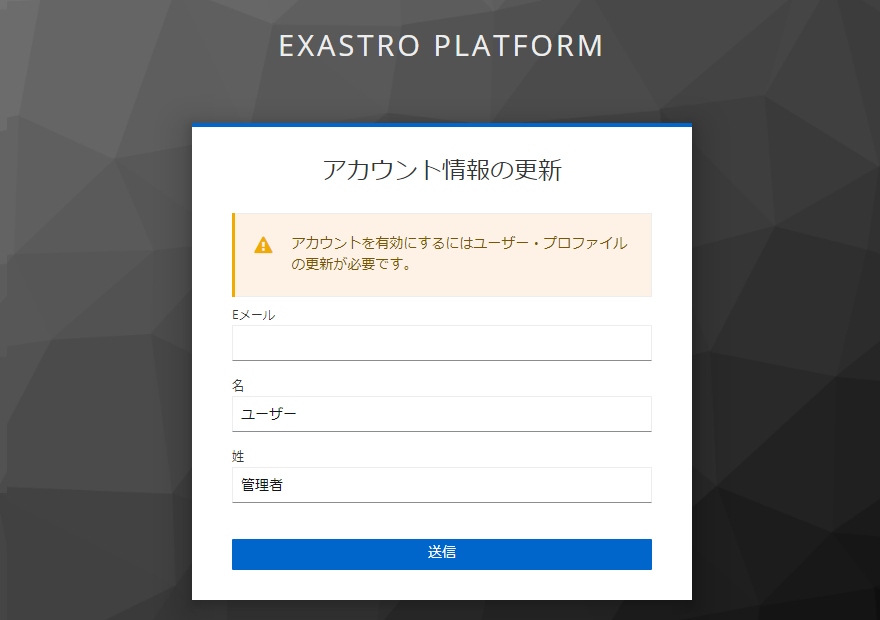 EXASTRO PLATFORM
アカウント情報の更新
アカウントを有効にするにはユーザー・プロファイル
の更新が必要です。
Eメール
名
ユーザー
姓
管理者
送信